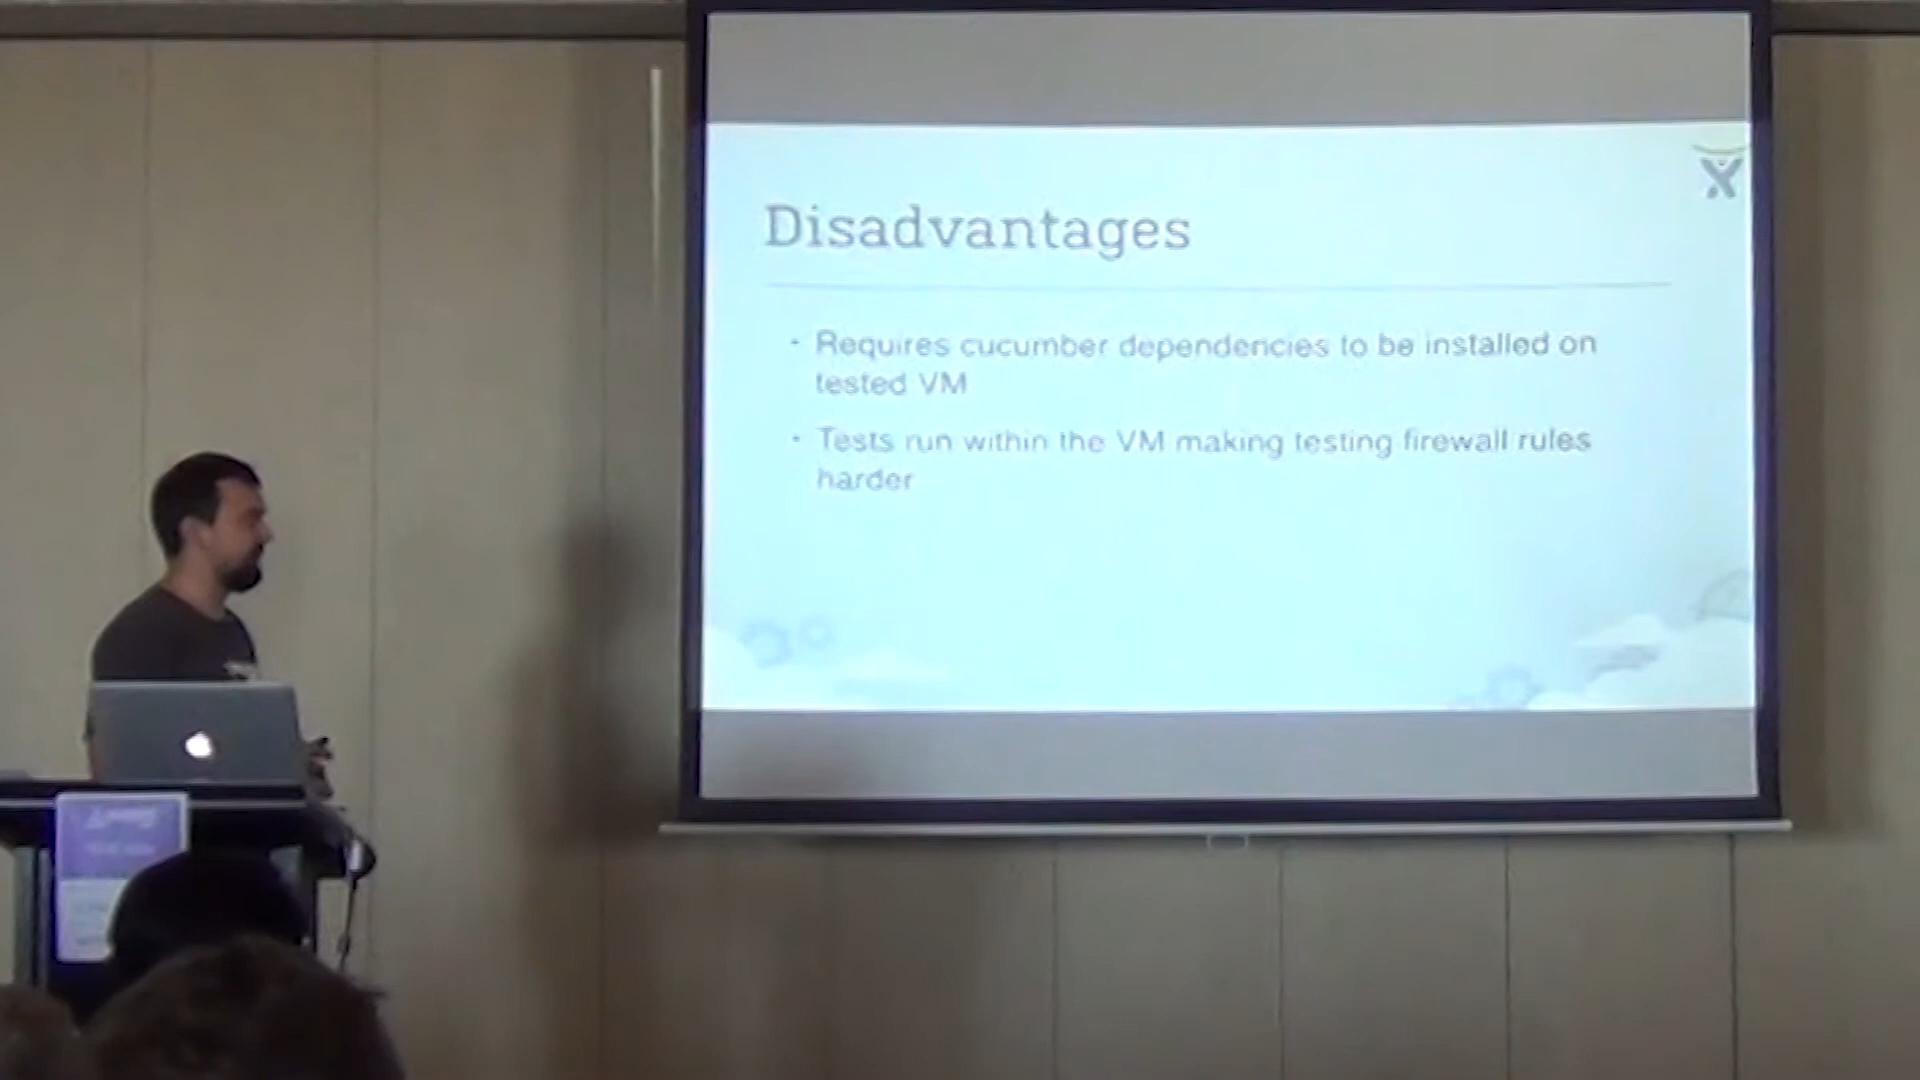 Disadvantages
· Requires cucumber dependencies to be installed on
tested VM
· Tests run within the VM making testing firewall rules
harder